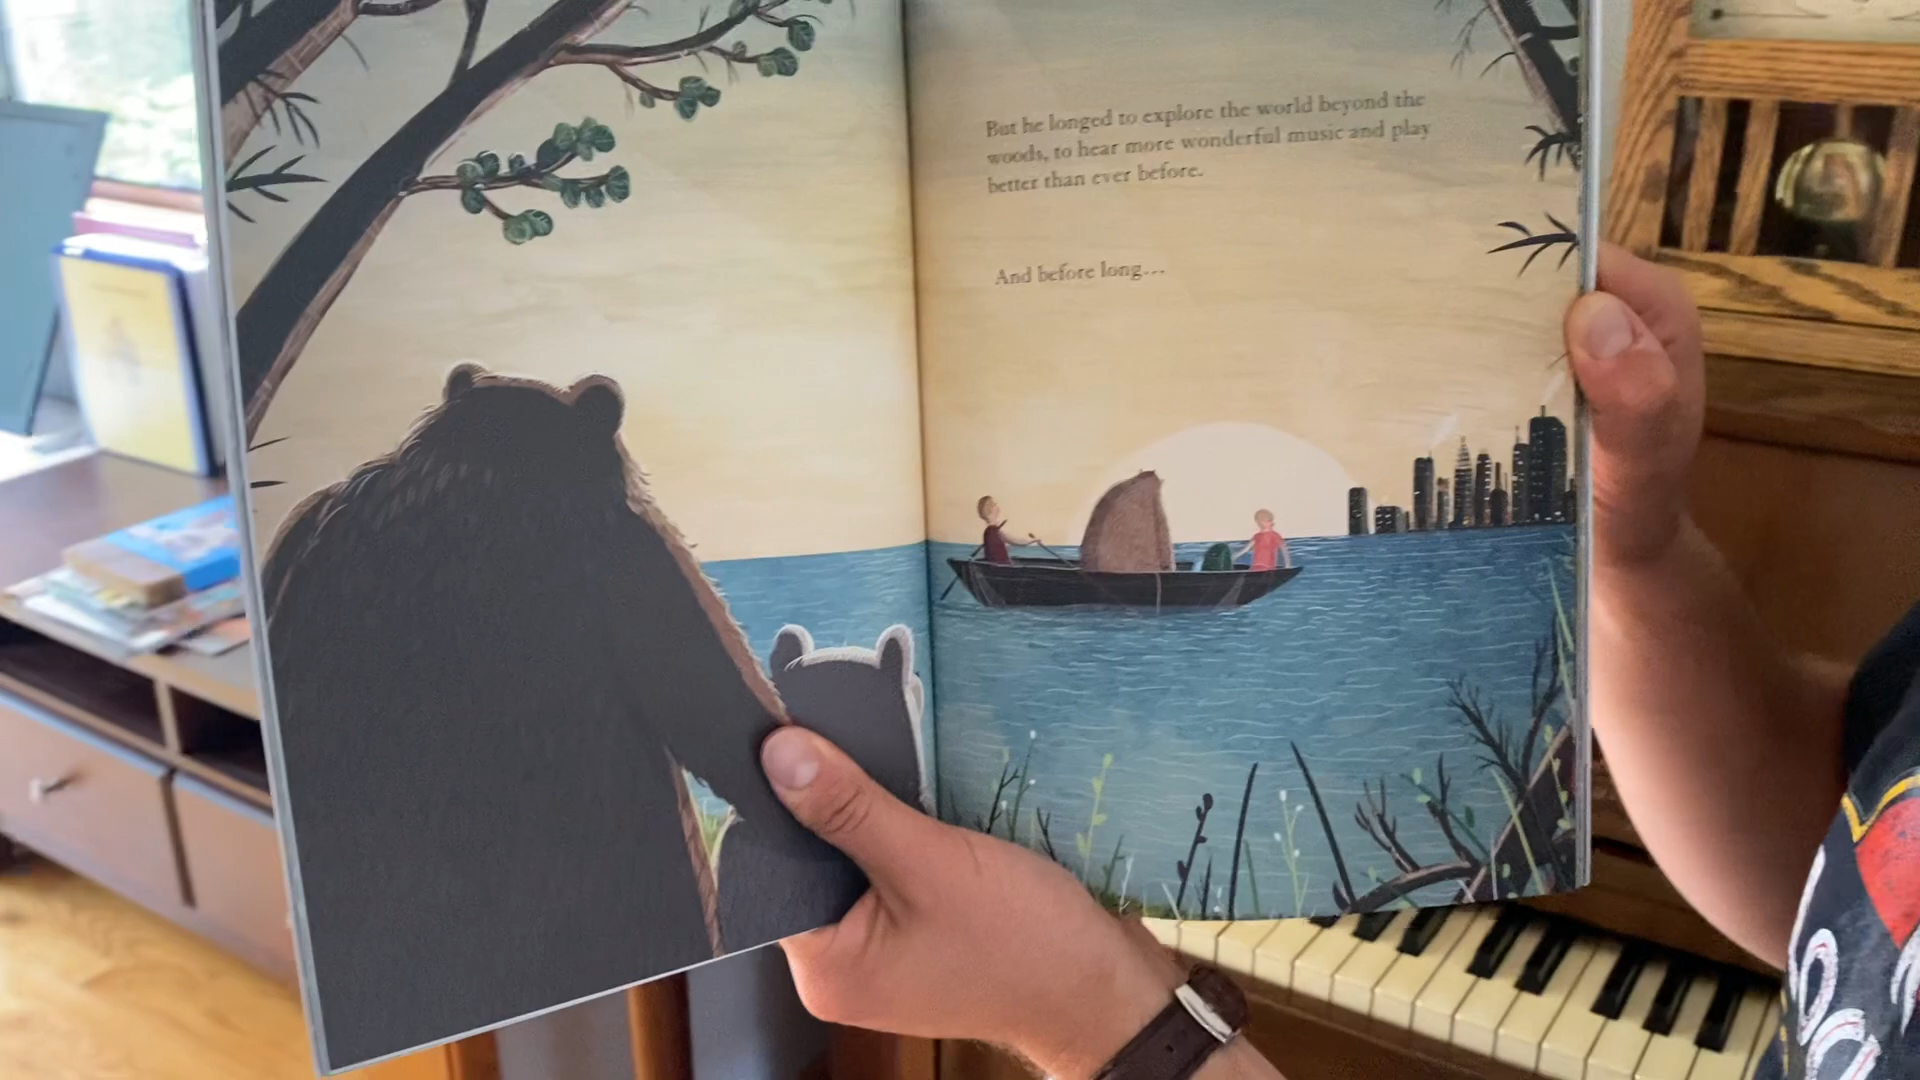 But he longed to explore the world beyond the
woods, to hear more wonderful music and play
better than ever before.
And before long...